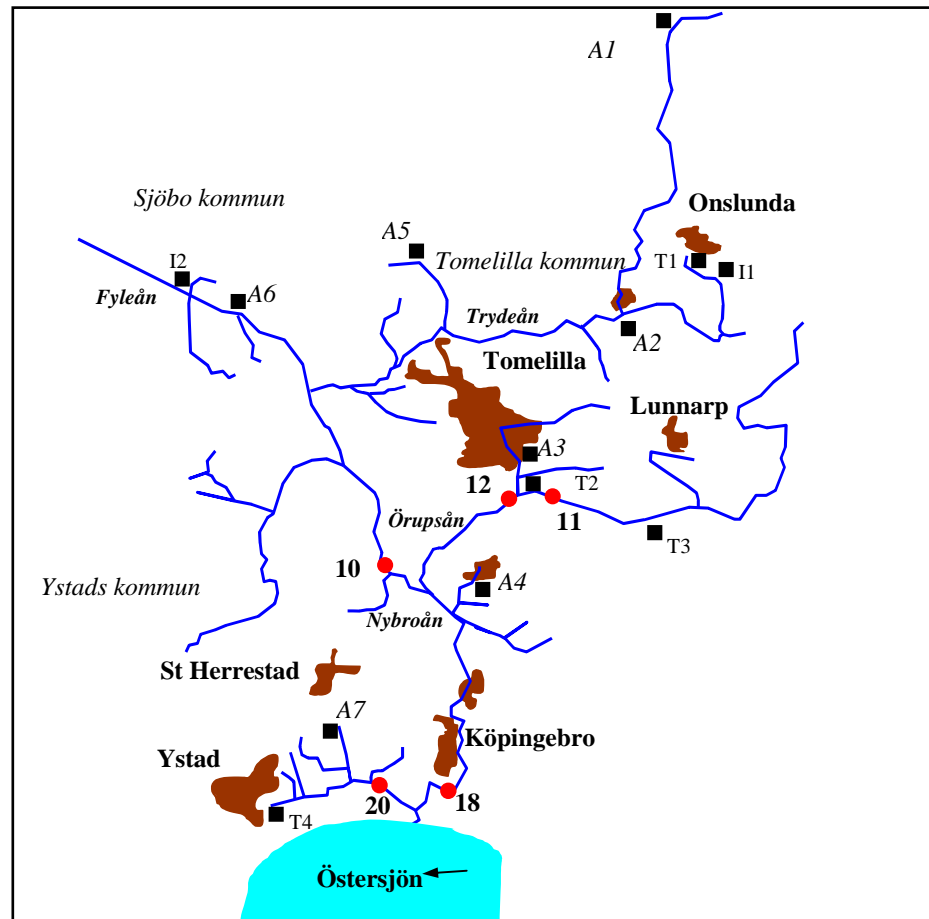 A1
Sjöbo kommun
Onslunda
A5
Tomelilla kommun
T1
I1
I2
Fyleån
A6
Trydeån
A2
Tomelilla
Lunnarp
A3
12
T2
11
Örupsån
T3
10
Ystads kommun
A4
Nybroån
St Herrestad
A7
Köpingebro
Ystad
20
18
T4
Östersjön